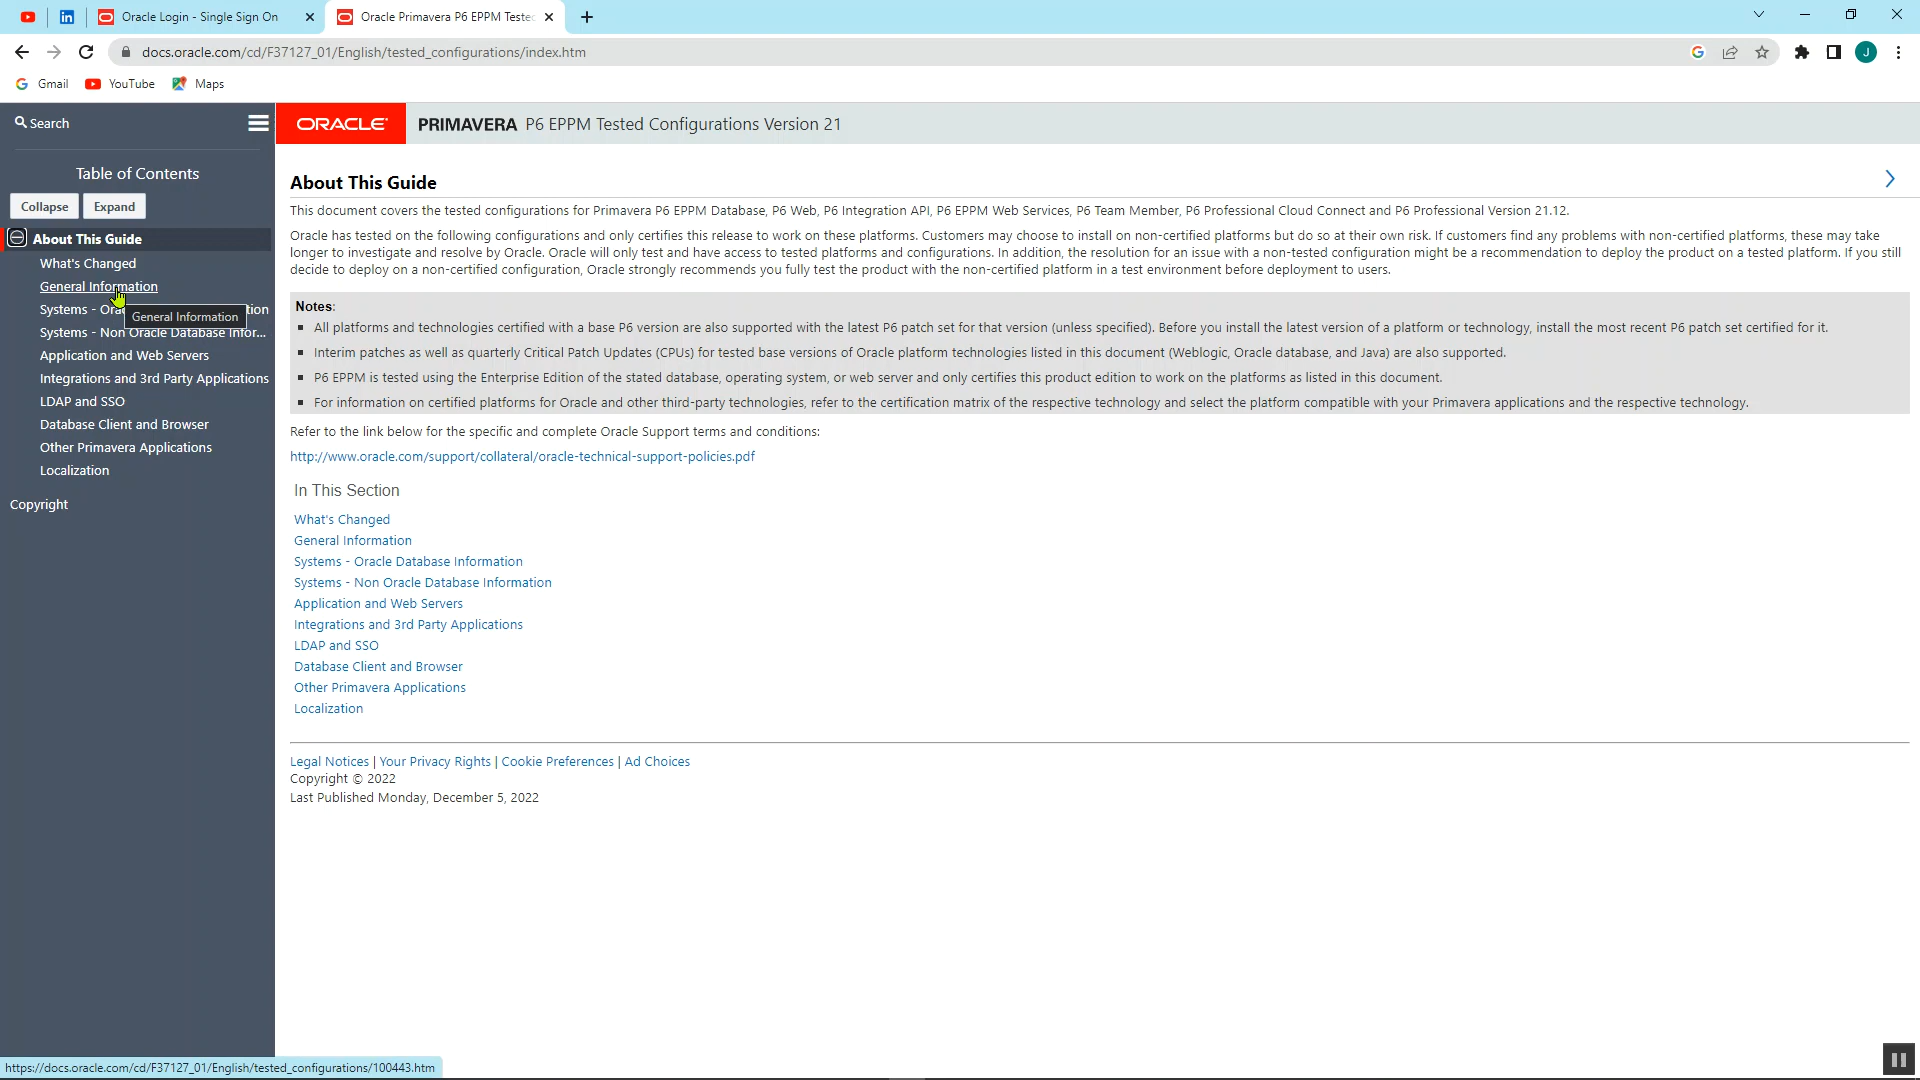 Oracle Login - Single Sign On
Oracle Primavera P6 EPPM Teste
docs.oracle.com/cd/F37127_01/English/tested_configurations/index.htm
J
Gmail
YouTube
Maps
Search
Table of Contents
Collapse
Expand
About This Guide
What's Changed
General Information
Systems - Ora
tion
General Information
Systems - Non Oracle Database Infor...
Application and Web Servers
Integrations and 3rd Party Applications
LDAP and SSO
Database Client and Browser
Other Primavera Applications
Localization
Copyright
ORACLE
PRIMAVERA P6 EPPM Tested Configurations Version 21
About This Guide
This document covers the tested configurations for Primavera P6 EPPM Database, P6 Web, P6 Integration API, P6 EPPM Web Services, P6 Team Member, P6 Professional Cloud Connect and P6 Professional Version 21.12.
Oracle has tested on the following configurations and only certifies this release to work on these platforms. Customers may choose to install on non-certified platforms but do so at their own risk. If customers find any problems with non-certified platforms, these may take
longer to investigate and resolve by Oracle. Oracle will only test and have access to tested platforms and configurations. In addition, the resolution for an issue with a non-tested configuration might be a recommendation to deploy the product on a tested platform. If you still
decide to deploy on a non-certified configuration, Oracle strongly recommends you fully test the product with the non-certified platform in a test environment before deployment to users.
Notes:
▪ All platforms and technologies certified with a base P6 version are also supported with the latest P6 patch set for that version (unless specified). Before you install the latest version of a platform or technology, install the most recent P6 patch set certified for it.
▪ Interim patches as well as quarterly Critical Patch Updates (CPUs) for tested base versions of Oracle platform technologies listed in this document (Weblogic, Oracle database, and Java) are also supported.
▪ P6 EPPM is tested using the Enterprise Edition of the stated database, operating system, or web server and only certifies this product edition to work on the platforms as listed in this document.
▪ For information on certified platforms for Oracle and other third-party technologies, refer to the certification matrix of the respective technology and select the platform compatible with your Primavera applications and the respective technology.
Refer to the link below for the specific and complete Oracle Support terms and conditions:
http://www.oracle.com/support/collateral/oracle-technical-support-policies.pdf
In This Section
What's Changed
General Information
Systems - Oracle Database Information
Systems - Non Oracle Database Information
Application and Web Servers
Integrations and 3rd Party Applications
LDAP and SSO
Database Client and Browser
Other Primavera Applications
Localization
Legal Notices | Your Privacy Rights | Cookie Preferences | Ad Choices
Copyright © 2022
Last Published Monday, December 5, 2022
https://docs.oracle.com/cd/F37127_01/English/tested_configurations/100443.htm